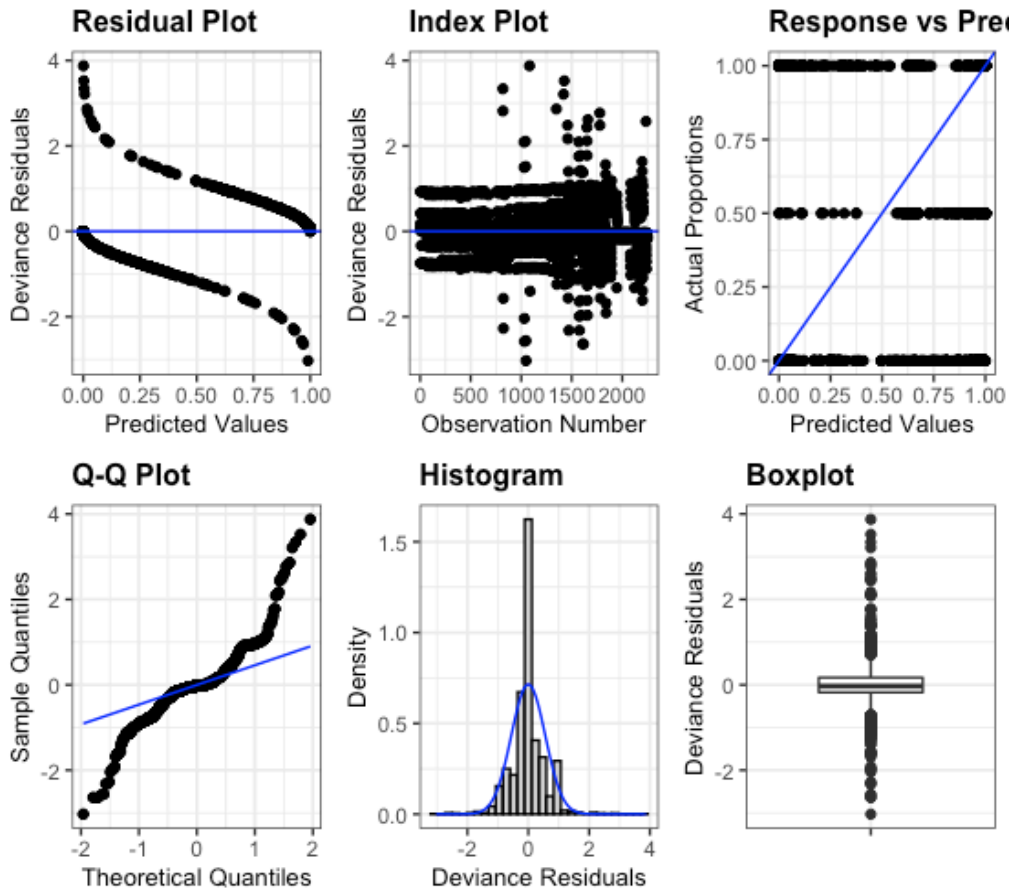 Residual Plot
Deviance Residuals
4
2
0
-2
0.00 0.25 0.50 0.75 1.00
Predicted Values
Index Plot
Deviance Residuals
4
2
0
-2
0 500 1000 1500 2000
Observation Number
Response vs Pred
Actual Proportions
1.00
0.75
0.50
0.25
0.00
0.00 0.25 0.50 0.75 1.00
Predicted Values
Q-Q Plot
Sample Quantiles
4
2
0
-2
-2 -1 0 1 2
Theoretical Quantiles
Histogram
Density
1.5
1.0
0.5
0.0
-2 0 2 4
Deviance Residuals
Boxplot
Deviance Residuals
4
2
0
-2